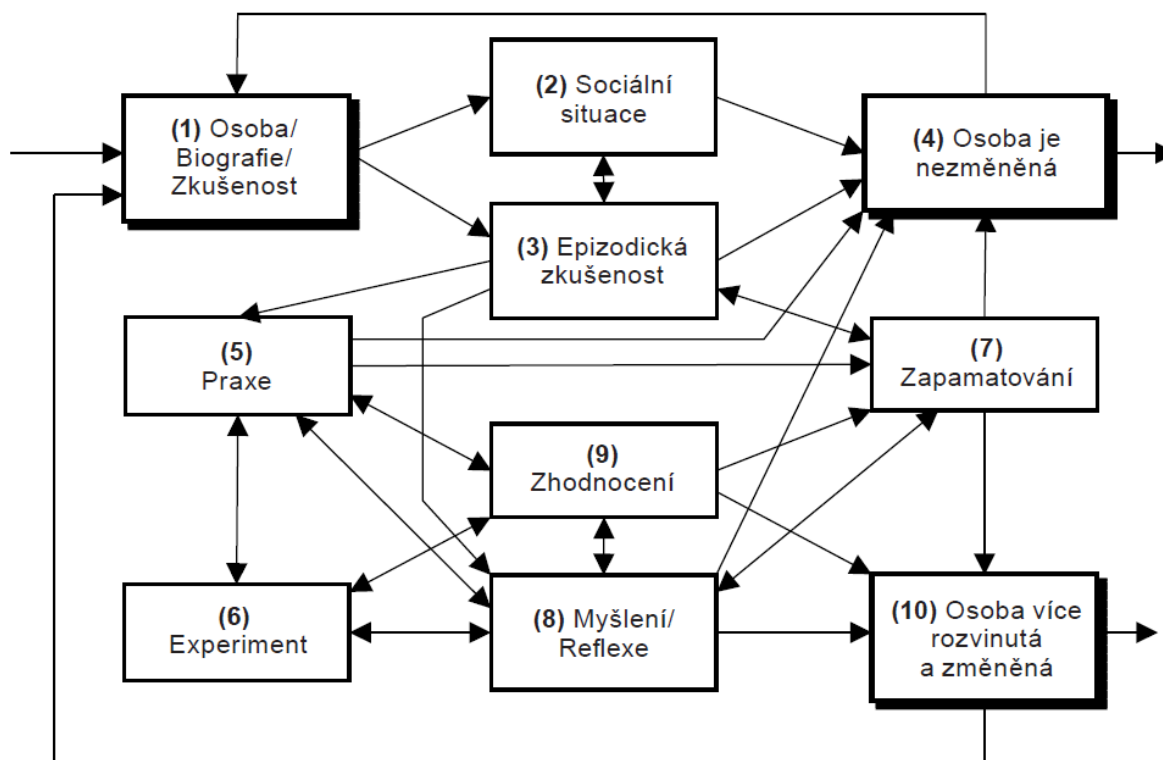 (1) Osoba/
Biografie/
Zkušenost
(2) Sociální
situace
(3) Epizodická
zkušenost
(4) Osoba je
nezměněná
(5)
Praxe
(6)
Experiment
(7)
Zapamatování
(8) Myšlení/
Reflexe
(9)
Zhodnocení
(10) Osoba více
rozvinutá
a změněná